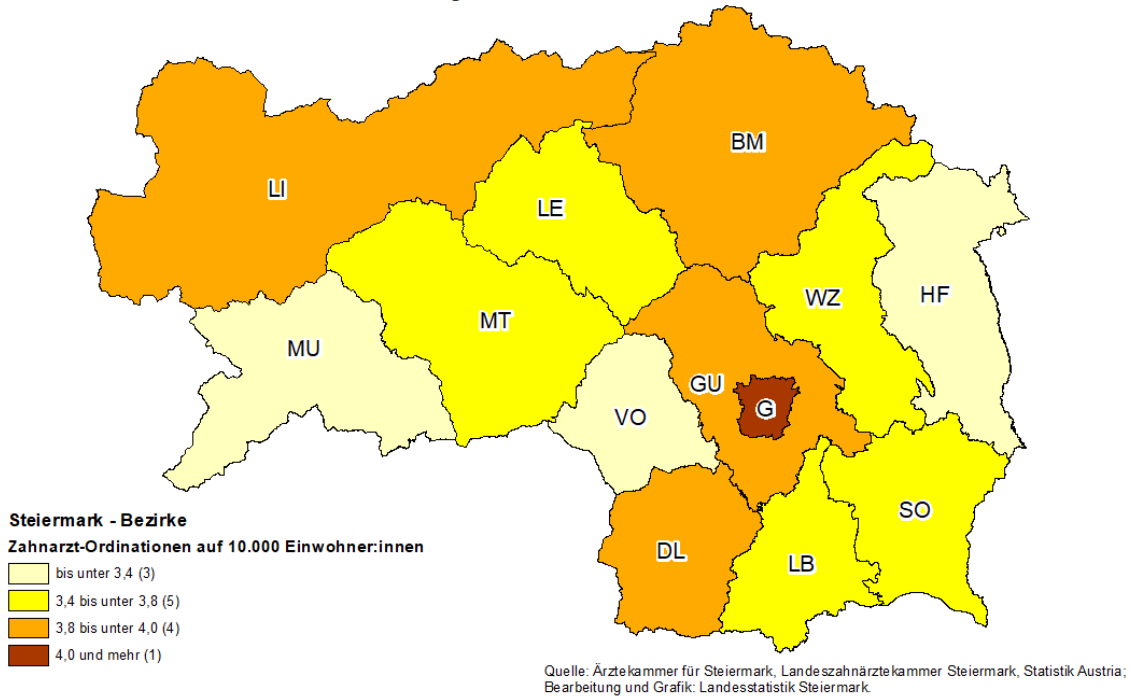 BM
LI
LE
WZ
HF
MT
MU
GU
G
VO
SO
DL
LB
Steiermark - Bezirke
Zahnarzt-Ordinationen auf 10.000 Einwohner:innen
bis unter 3,4 (3)
3,4 bis unter 3,8 (5)
3,8 bis unter 4,0 (4)
4,0 und mehr (1)
Quelle: Ärztekammer für Steiermark, Landeszahnärztekammer Steiermark, Statistik Austria;
Bearbeitung und Grafik: Landesstatistik Steiermark.